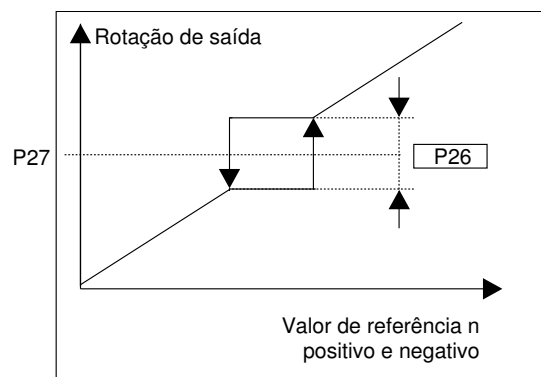 Rotação de saída
P27
P26
Valor de referência n
positivo e negativo